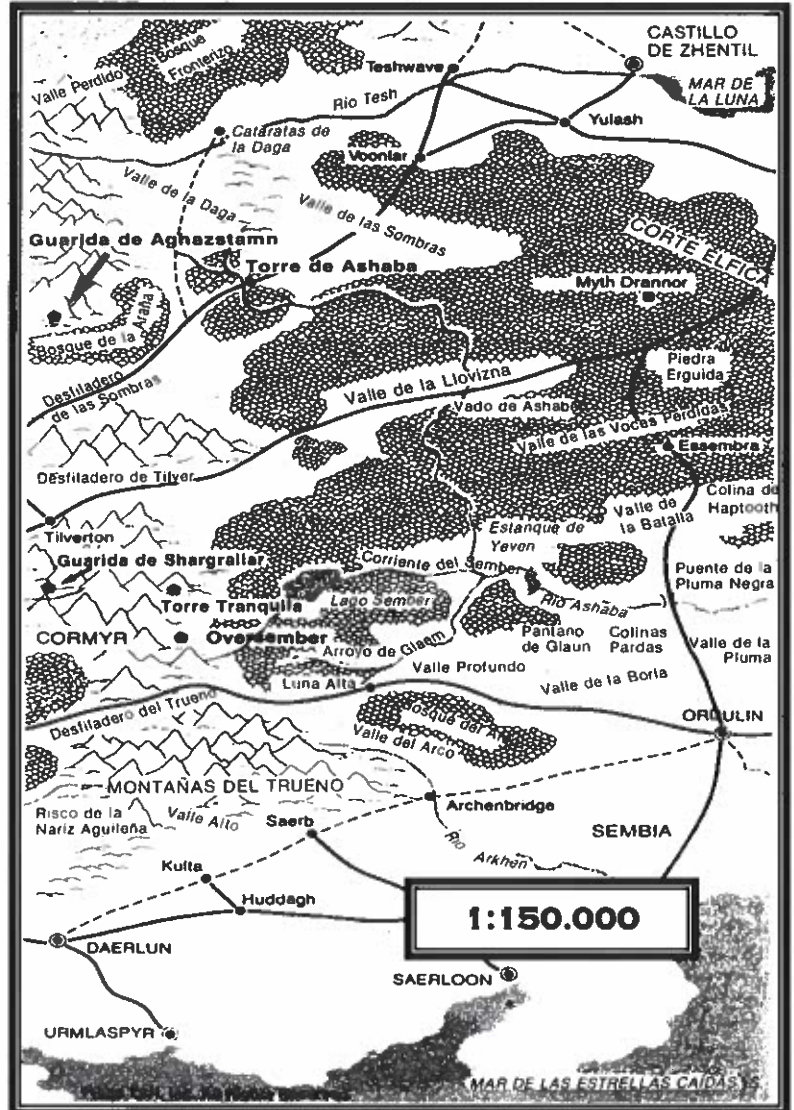 CASTILLO
DE ZHENTIL
Bosque
Fronterizo
Teshwave
Valle Perdido
MAR DE
LA LUNA
Rio Tesh
Yulash
Cataratas de
la Daga
Voonlar
Valle de la Daga
Valle de las Sombras
CORTE ELFICA
Guarida de Aghazstamn
Torre de Ashaba
Myth Drannor
Bosque de la Araña
Piedra
Erguida
Desfiladero
de las Sombras
Valle de la Llovizna
Vado de Ashab
Valle de las Voces Perdidas
Essembra
Desfiladero de Tilver
Colina de
Haptooth
Valle de
la Batalla
Tilverton
Estanque de
Yeven
Guarida de Shargrailar
Corriente del Sember
Puente de la
Pluma Negra
Torre Tranquila
Lago Sember
Rio Ashaba
CORMYR
Oversember
Arroyo de Glaem
Pantano
de Glaun
Colinas
Pardas
Valle de la
Pluma
Valle Profundo
Luna Alta
Valle de la Borla
Desfiladero del Trueno
Bosque del
Valle del Arco
ORDULIN
MONTAÑAS DEL TRUENO
Archenbridge
Risco de la
Nariz Aguileña
Valle Alto
Saerb
SEMBIA
Rio Arkhen
Kulta
Huddagh
1:150.000
DAERLUN
SAERLOON
URMLASPYR
MAR DE LAS ESTRELLAS CAIDAS